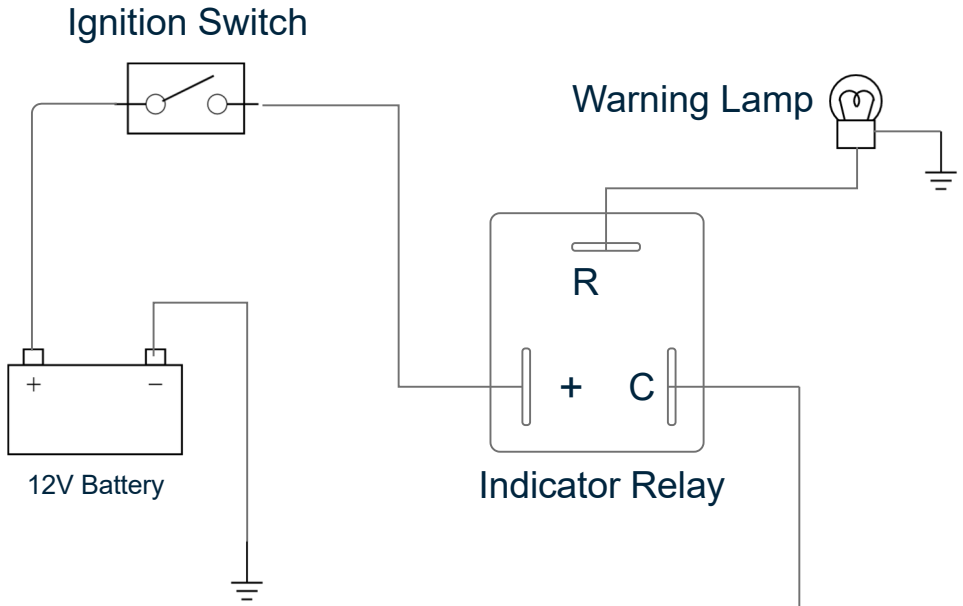 Ignition Switch
Warning Lamp
R
+
−
+
C
12V Battery
Indicator Relay